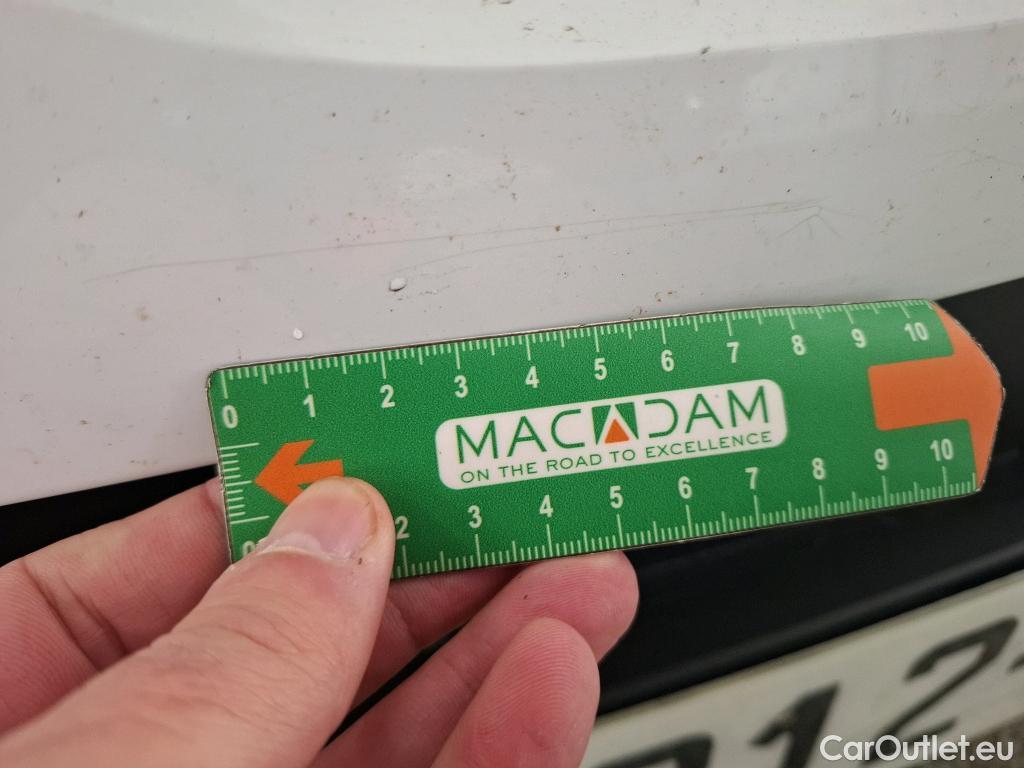 0 1 2 3 4 5 6 7 8 9 10
MACADAM
ON THE ROAD TO EXCELLENCE
2 3 4 5 6 7 8 9 10
12
CarOutlet.eu